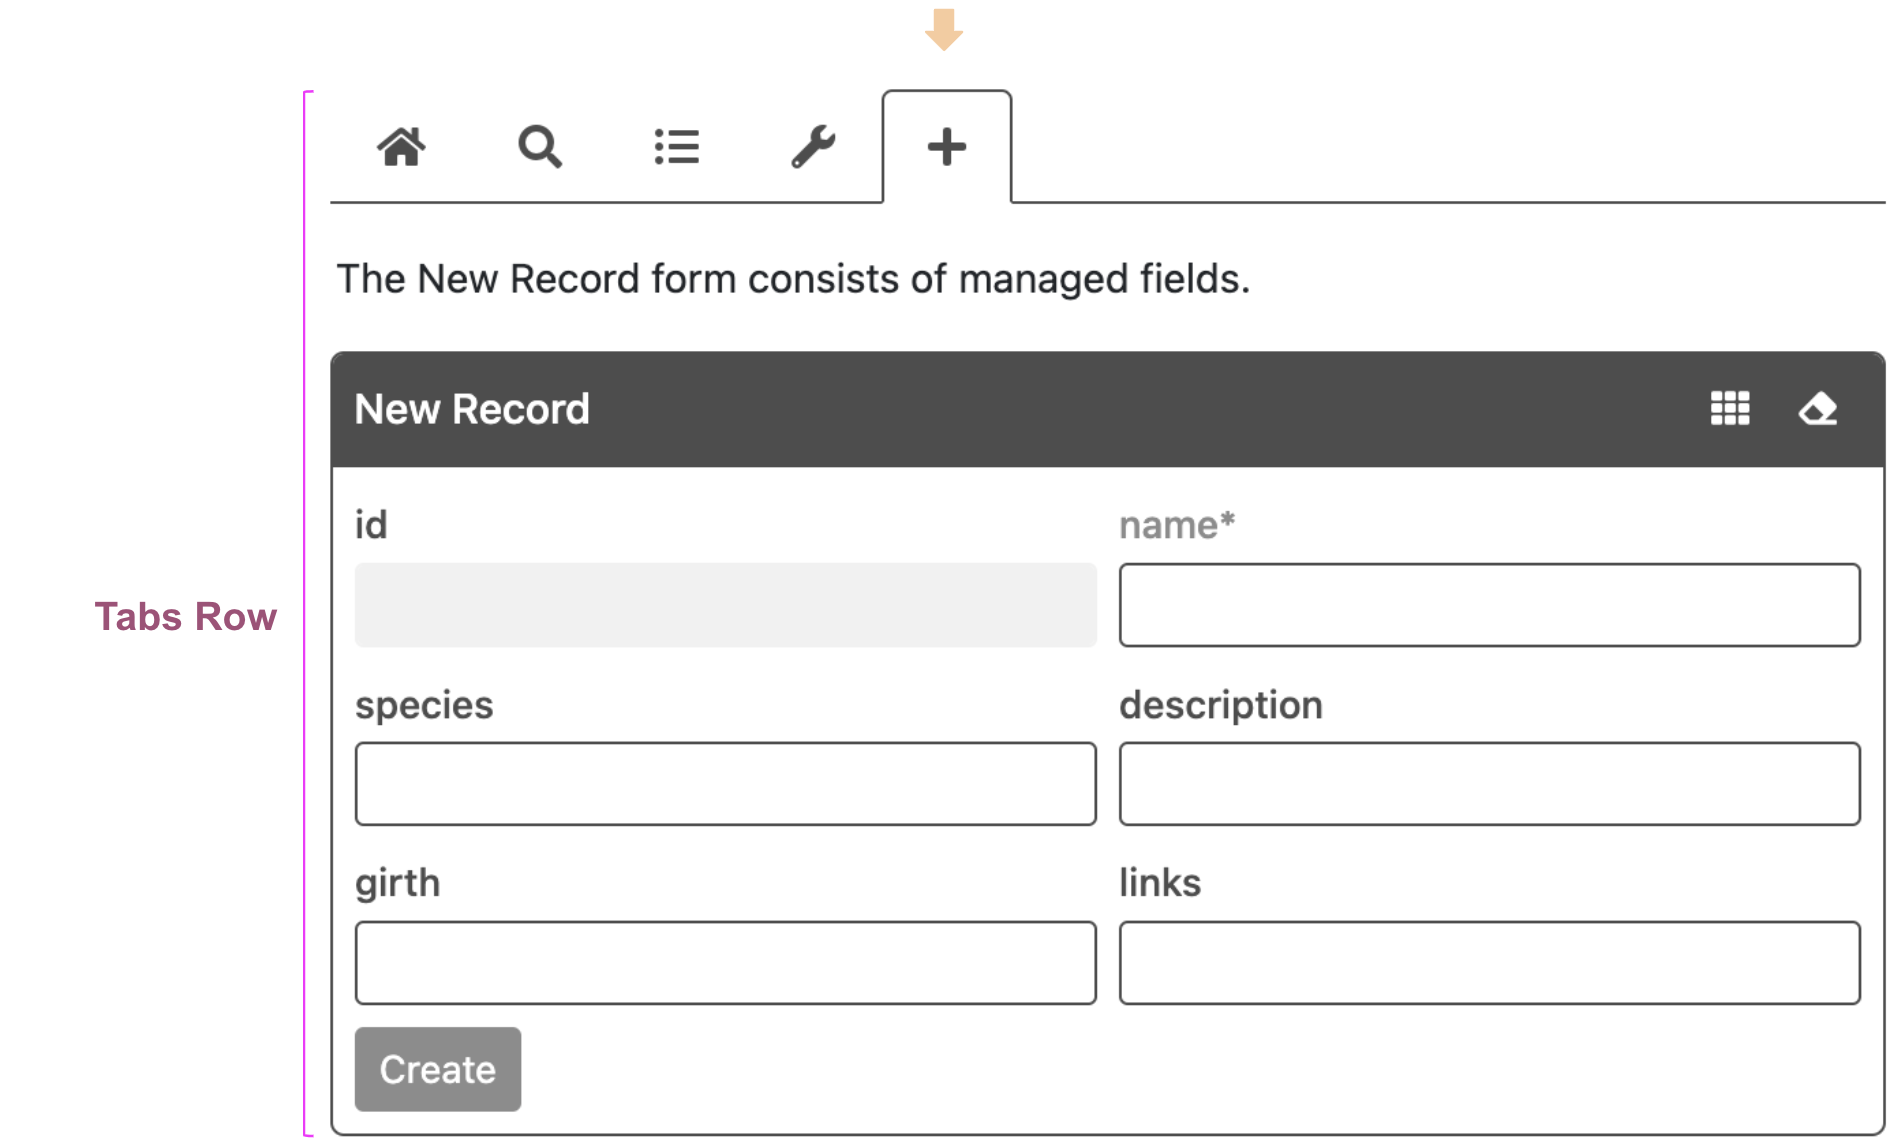 The New Record form consists of managed fields.
New Record
id
name*
Tabs Row
species
description
girth
links
Create